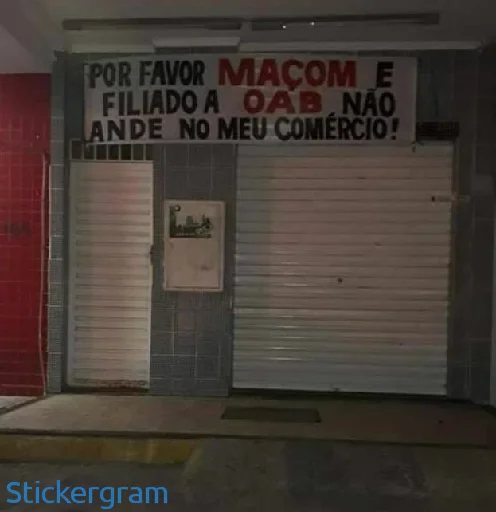 POR FAVOR MAÇOM E
FILIADO A OAB NÃO
ANDE NO MEU COMÉRCIO!
Stickergram